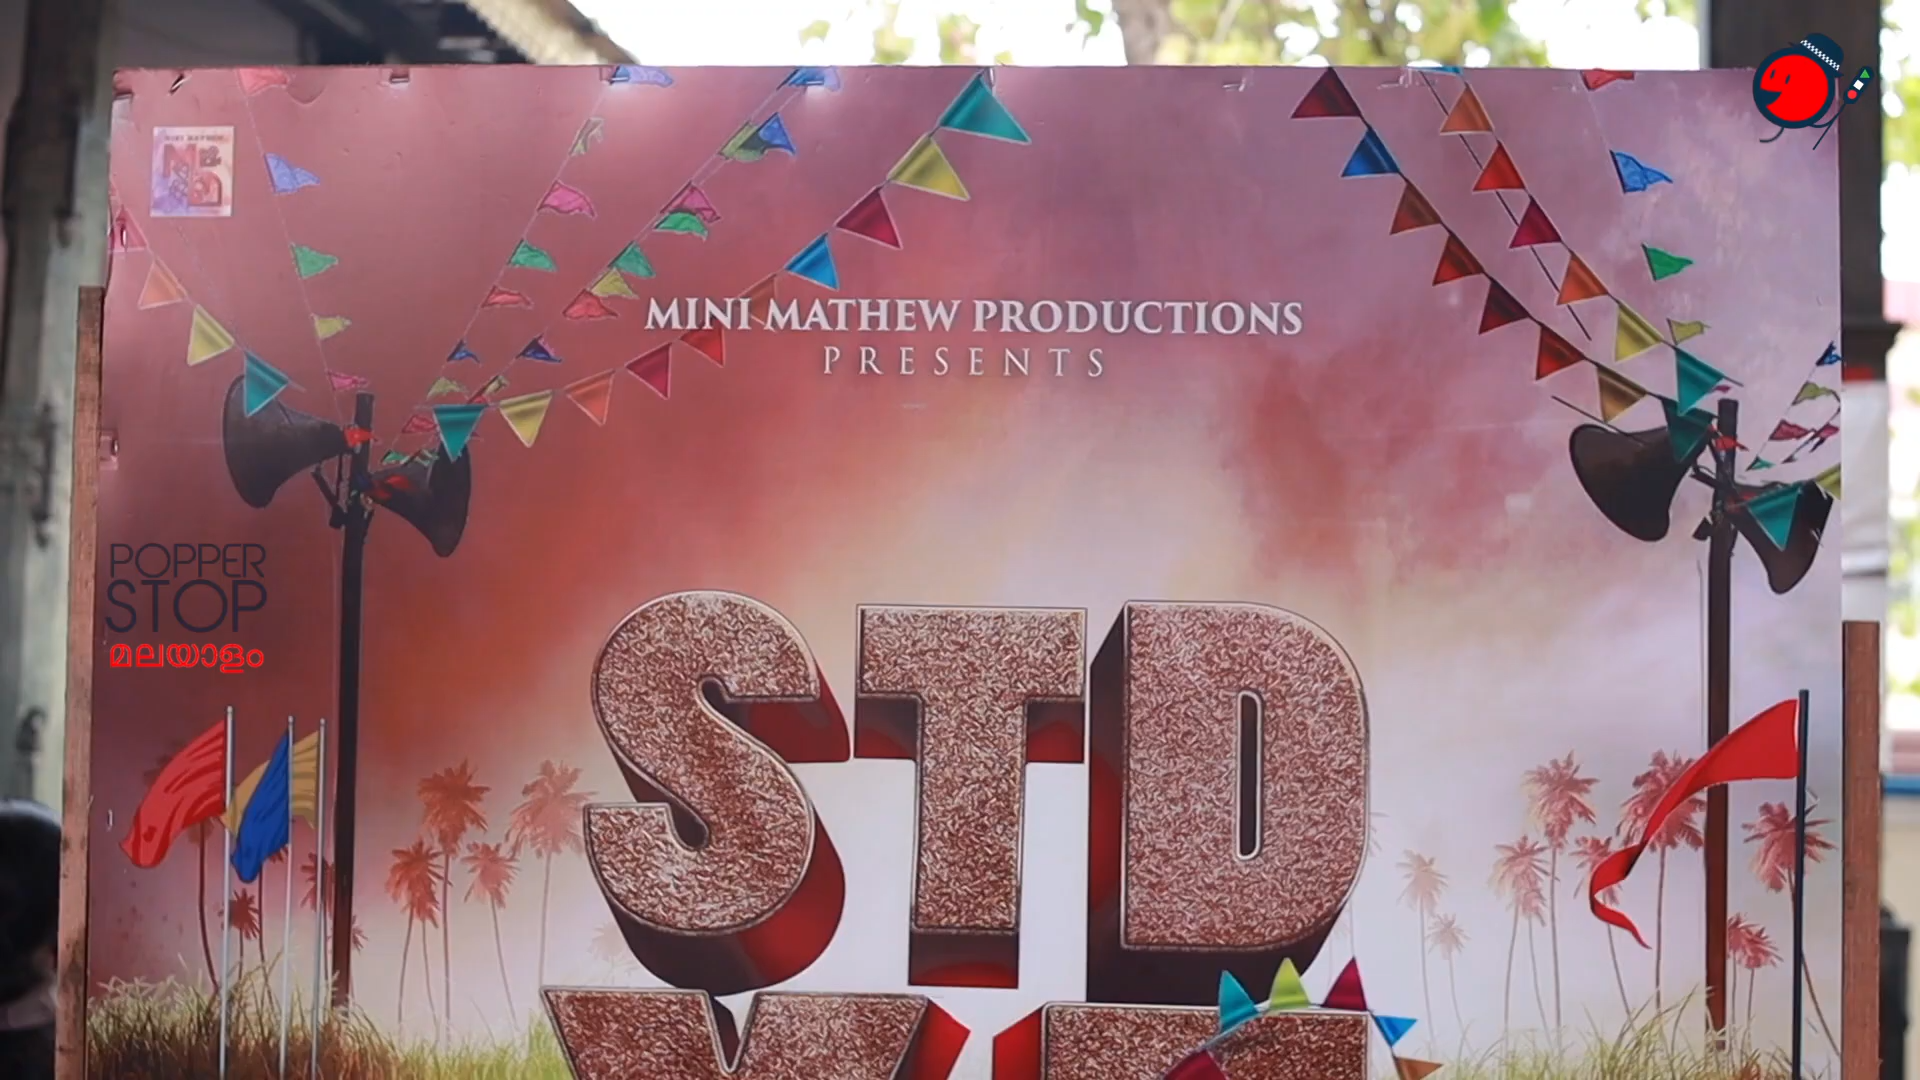 MINI MATHEW PRODUCTIONS
PRESENTS
POPPER
STOP
മലയാളം
STD